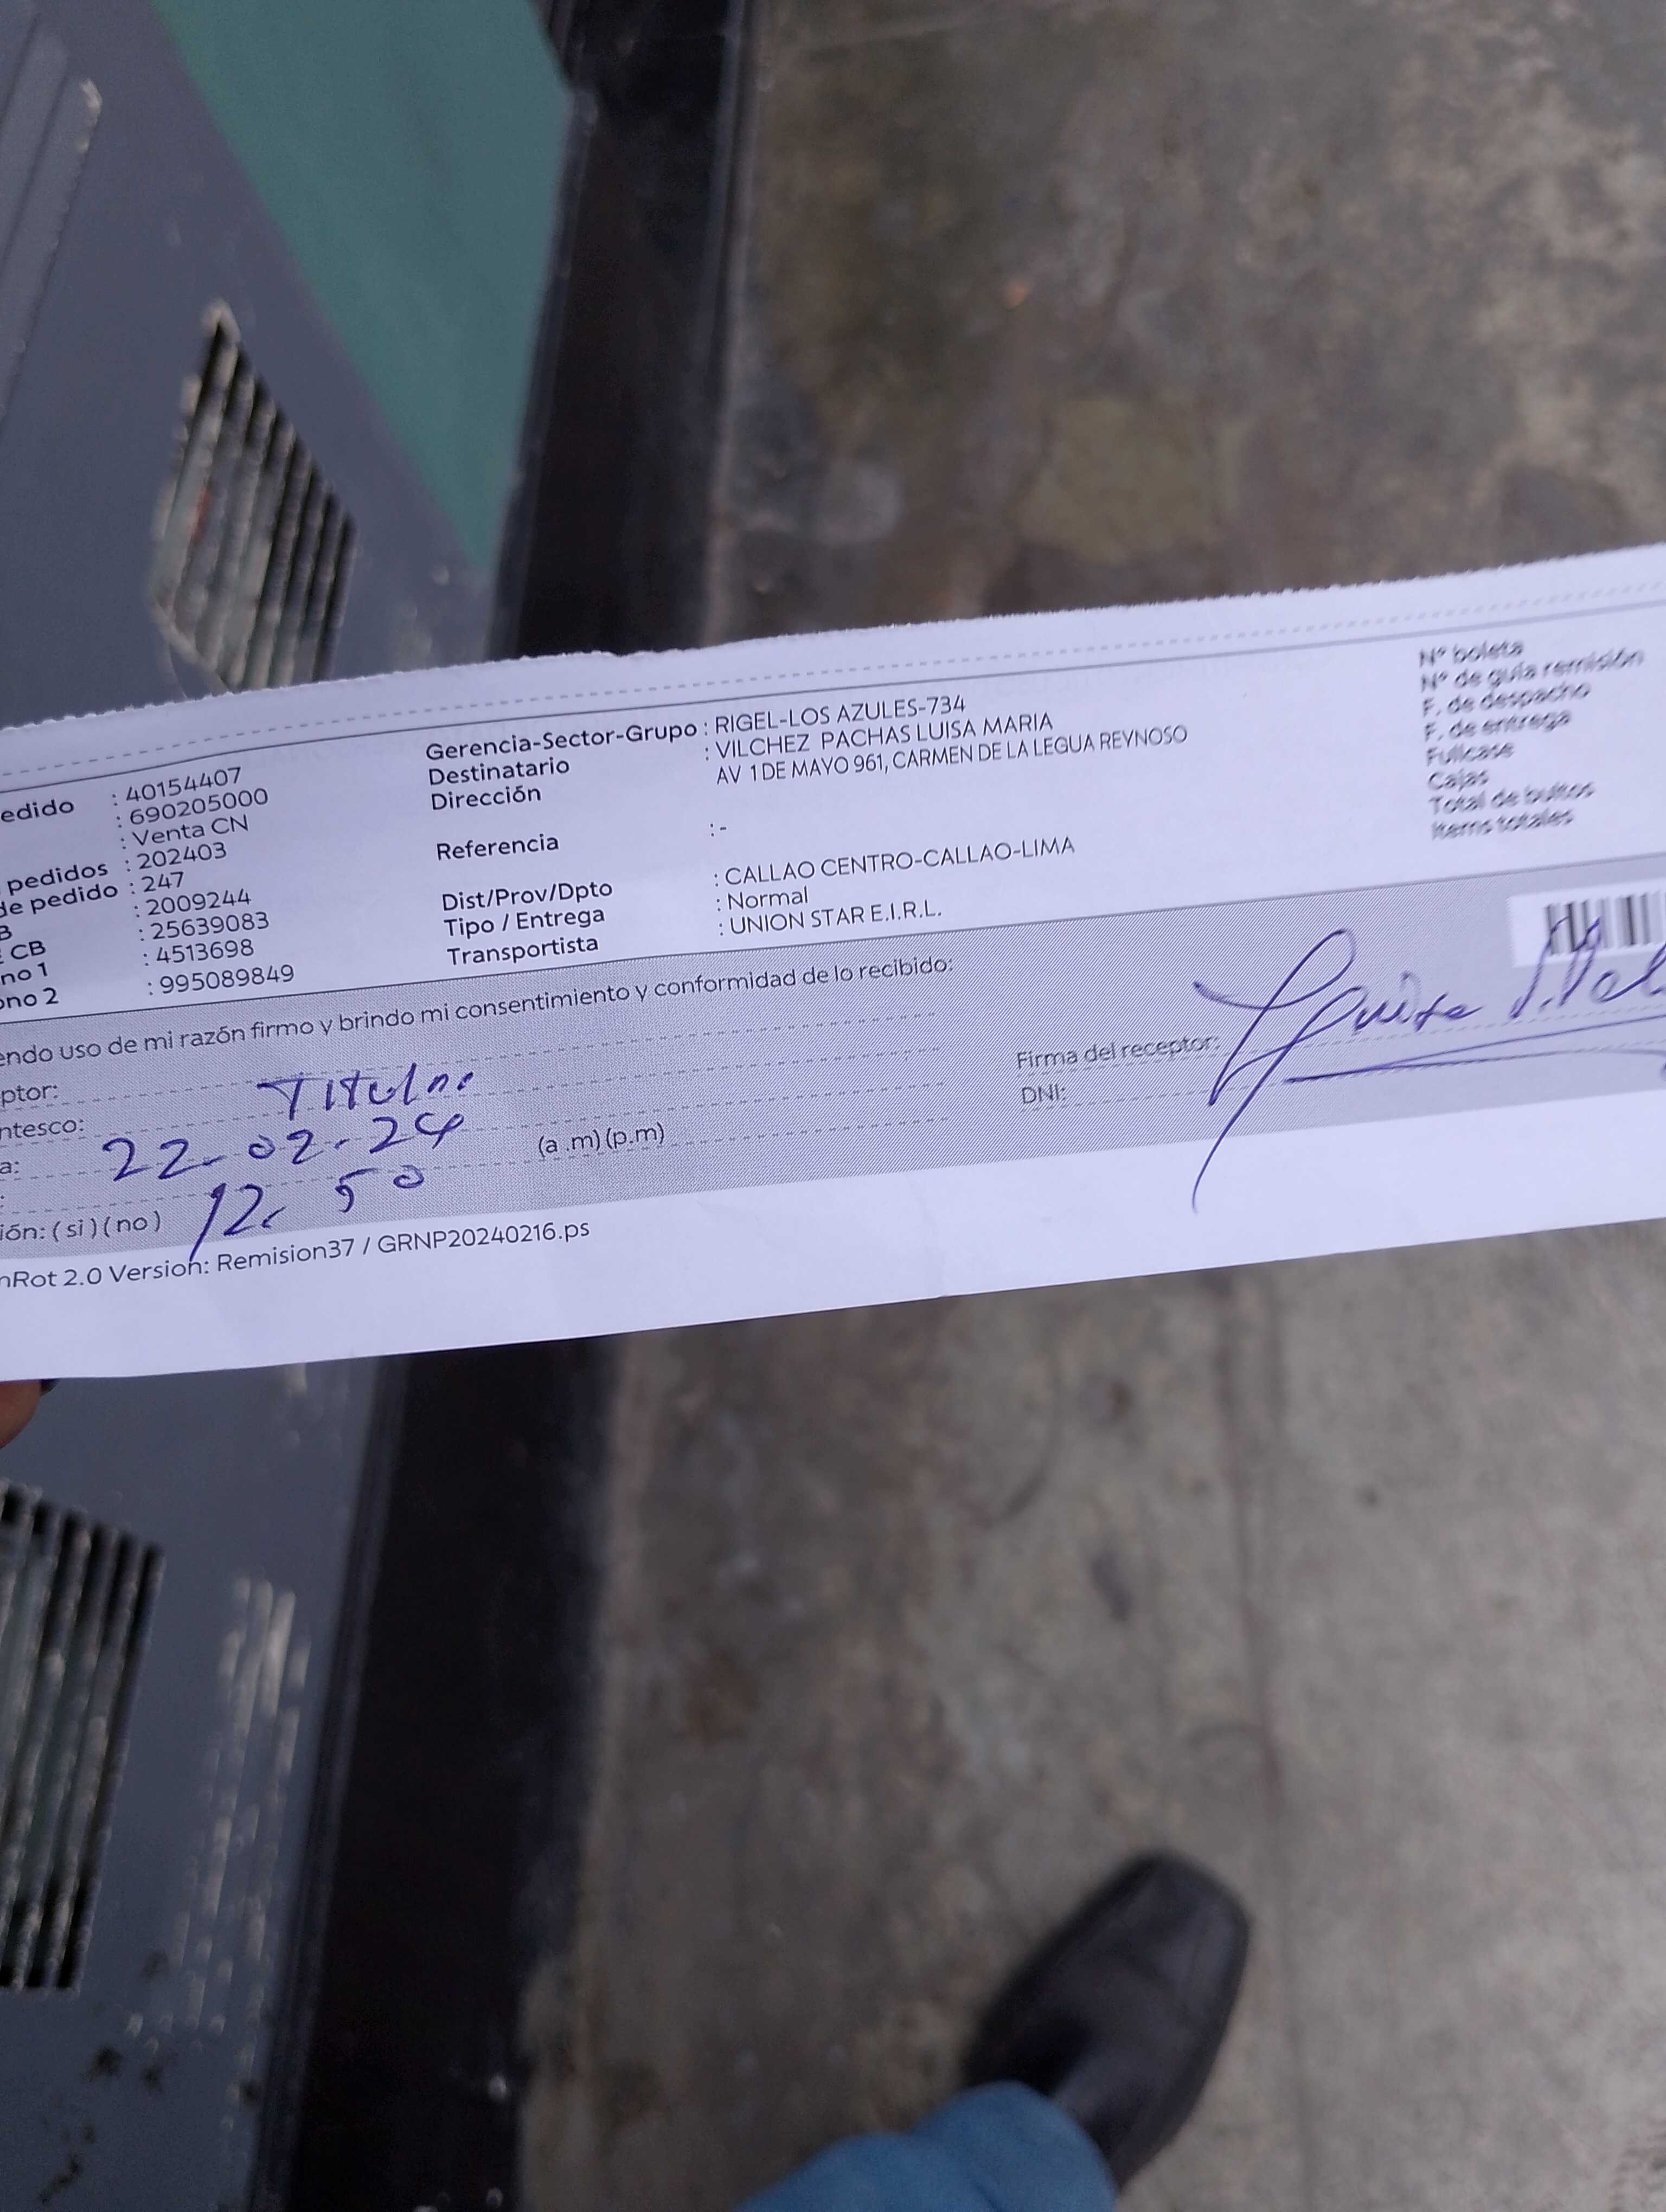 edido : 40154407
: 690205000
: Venta CN
pedidos : 202403
de pedido : 247
B : 2009244
CB : 25639083
no 1 : 4513698
ono 2 : 995089849
Gerencia-Sector-Grupo : RIGEL-LOS AZULES-734
Destinatario : VILCHEZ PACHAS LUISA MARIA
Dirección AV 1 DE MAYO 961, CARMEN DE LA LEGUA REYNOSO
Referencia : -
Dist/Prov/Dpto : CALLAO CENTRO-CALLAO-LIMA
Tipo / Entrega : Normal
Transportista : UNION STAR E.I.R.L.
Nº boleta
Nº de guía remisión
F. de despacho
F. de entrega
Fullcase
Cajas
Total de bultos
Items totales
endo uso de mi razón firmo y brindo mi consentimiento y conformidad de lo recibido:
ptor:
ntesco: Titular
a: 22-02-24
: 12. 50 (a .m) (p.m)
ión: ( si ) ( no )
Firma del receptor:
DNI:
nRot 2.0 Version: Remision37 / GRNP20240216.ps